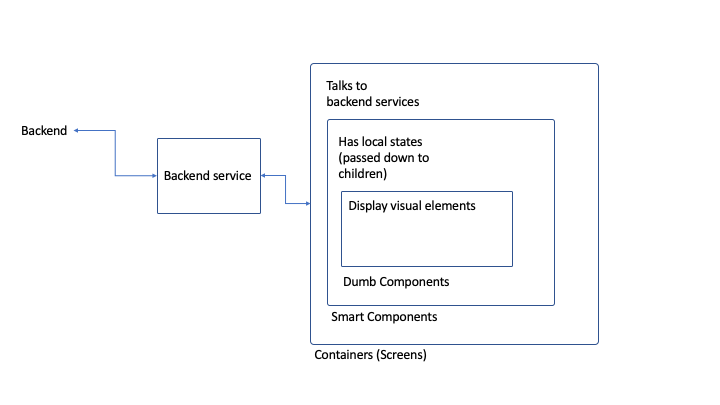 Backend
Backend service
Talks to
backend services
Has local states
(passed down to
children)
Display visual elements
Dumb Components
Smart Components
Containers (Screens)